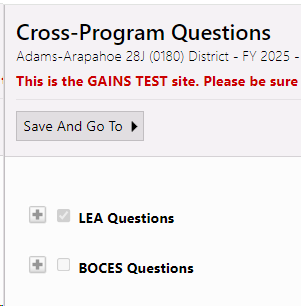 Cross-Program Questions
Adams-Arapahoe 28J (0180) District - FY 2025 -
This is the GAINS TEST site. Please be sure
Save And Go To
LEA Questions
BOCES Questions